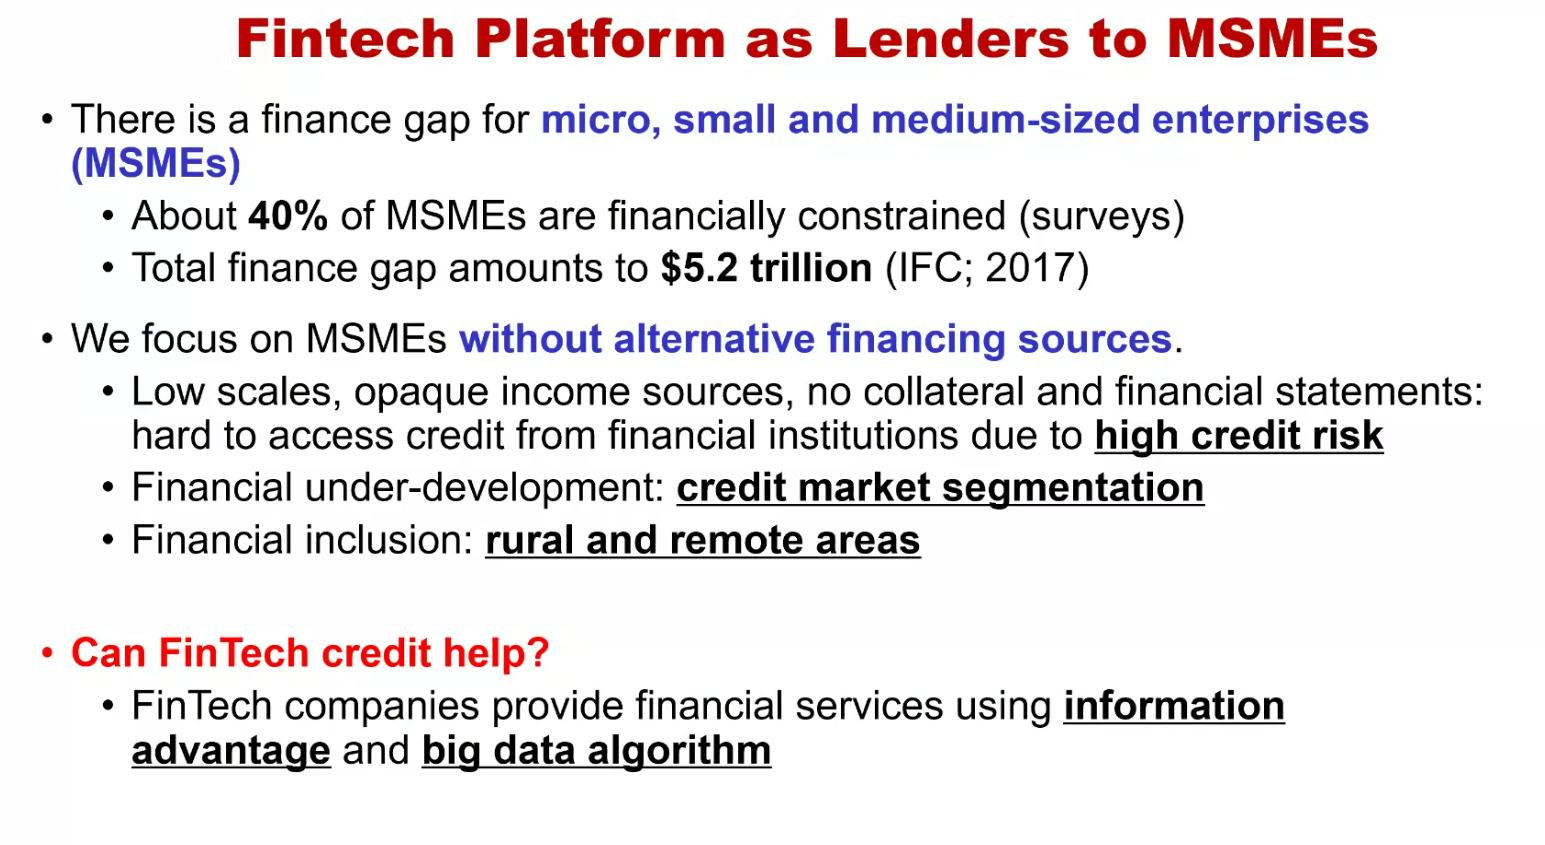 Fintech Platform as Lenders to MSMEs
• There is a finance gap for micro, small and medium-sized enterprises
(MSMEs)
• About 40% of MSMEs are financially constrained (surveys)
• Total finance gap amounts to $5.2 trillion (IFC; 2017)
• We focus on MSMEs without alternative financing sources.
• Low scales, opaque income sources, no collateral and financial statements:
hard to access credit from financial institutions due to high credit risk
• Financial under-development: credit market segmentation
• Financial inclusion: rural and remote areas
• Can FinTech credit help?
• FinTech companies provide financial services using information
advantage and big data algorithm